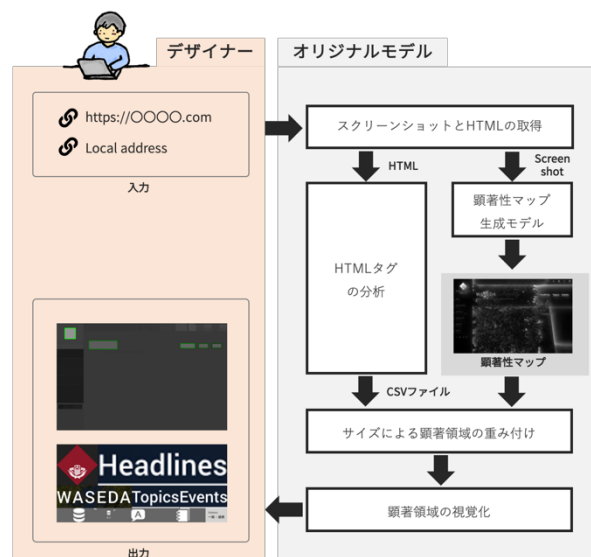 デザイナー
オリジナルモデル
https://〇〇〇〇.com
Local address
入力
スクリーンショットとHTMLの取得
HTML
Screen
shot
顕著性マップ
生成モデル
HTMLタグ
の分析
顕著性マップ
CSVファイル
サイズによる顕著領域の重み付け
顕著領域の視覚化
Headlines
WASEDA TopicsEvents
A
出力